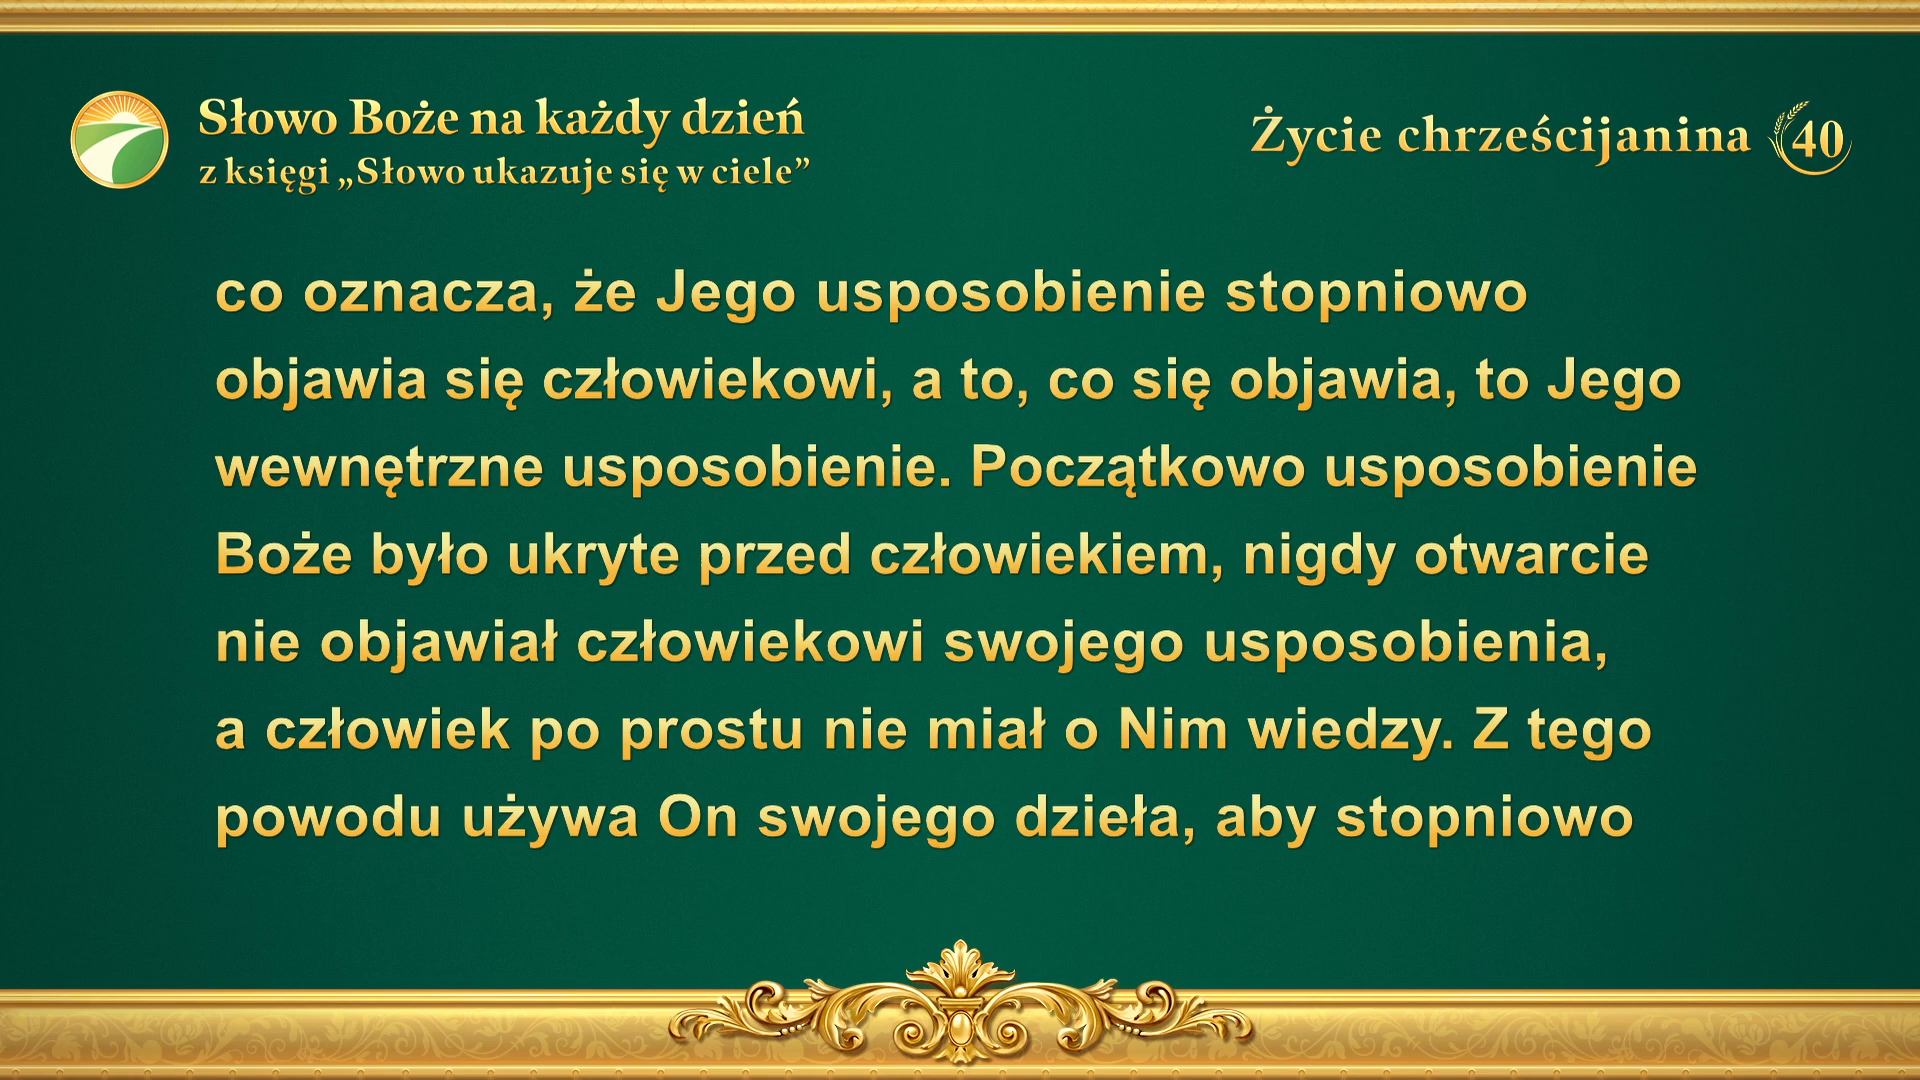 Słowo Boże na każdy dzień
z księgi „Słowo ukazuje się w ciele”
Życie chrześcijanina 40
co oznacza, że Jego usposobienie stopniowo
objawia się człowiekowi, a to, co się objawia, to Jego
wewnętrzne usposobienie. Początkowo usposobienie
Boże było ukryte przed człowiekiem, nigdy otwarcie
nie objawiał człowiekowi swojego usposobienia,
a człowiek po prostu nie miał o Nim wiedzy. Z tego
powodu używa On swojego dzieła, aby stopniowo